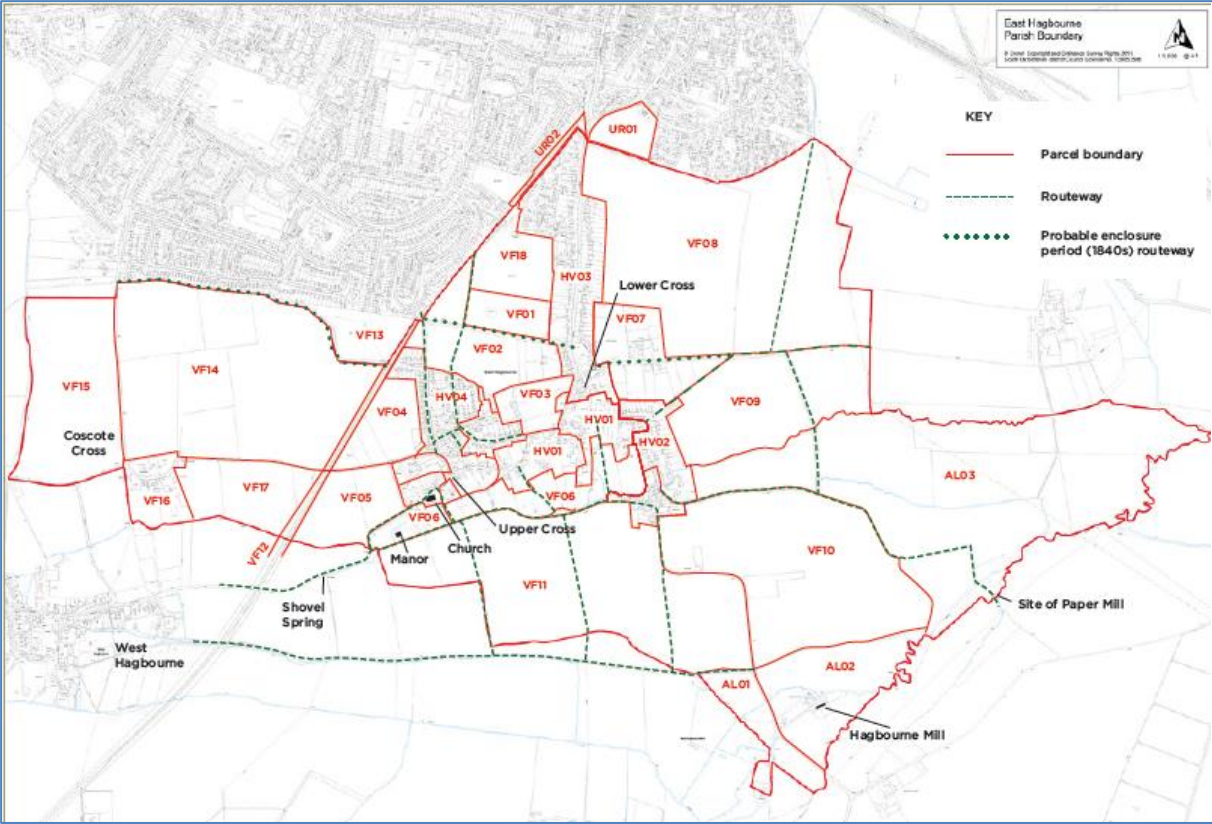 East Hagbourne
Parish Boundary
N
KEY
Parcel boundary
Routeway
Probable enclosure
period (1840s) routeway
UR01
UR02
VF18
HV03
VF08
Lower Cross
VF01
VF07
VF13
VF02
VF15
VF14
VF04
HV04
VF03
HV01
VF09
HV02
Coscote
Cross
VF16
VF17
VF05
HV01
AL03
VF06
VF06
Upper Cross
Church
Manor
VF12
VF10
VF11
Shovel
Spring
Site of Paper Mill
West
Hagbourne
AL02
AL01
Hagbourne Mill